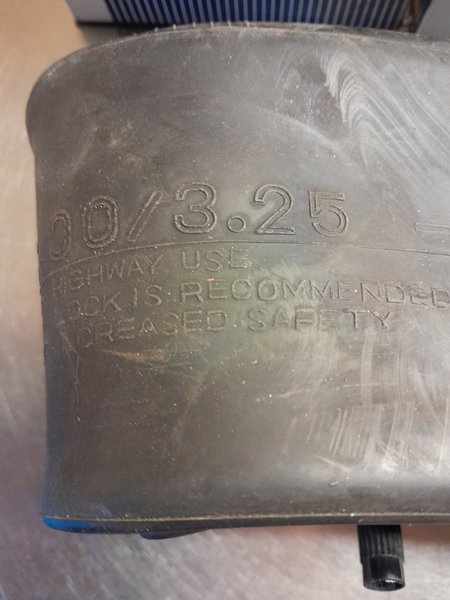 00/3.25 -
HIGHWAY USE
OCK IS RECOMMENDED
CREASED SAFETY